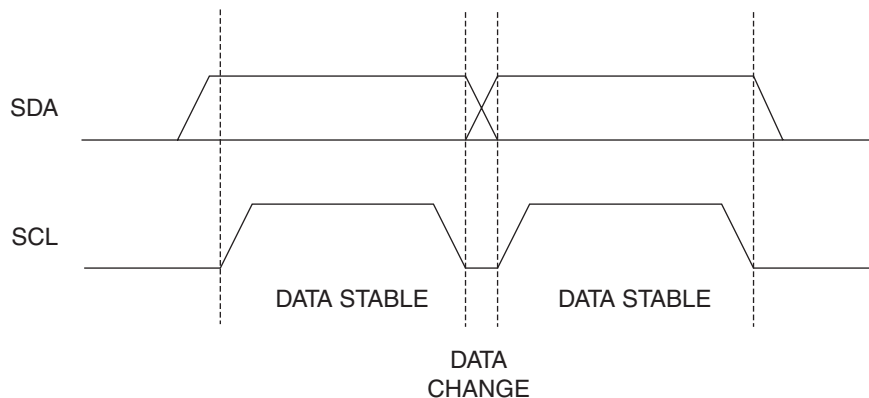 SDA
SCL
DATA STABLE
DATA STABLE
DATA
CHANGE